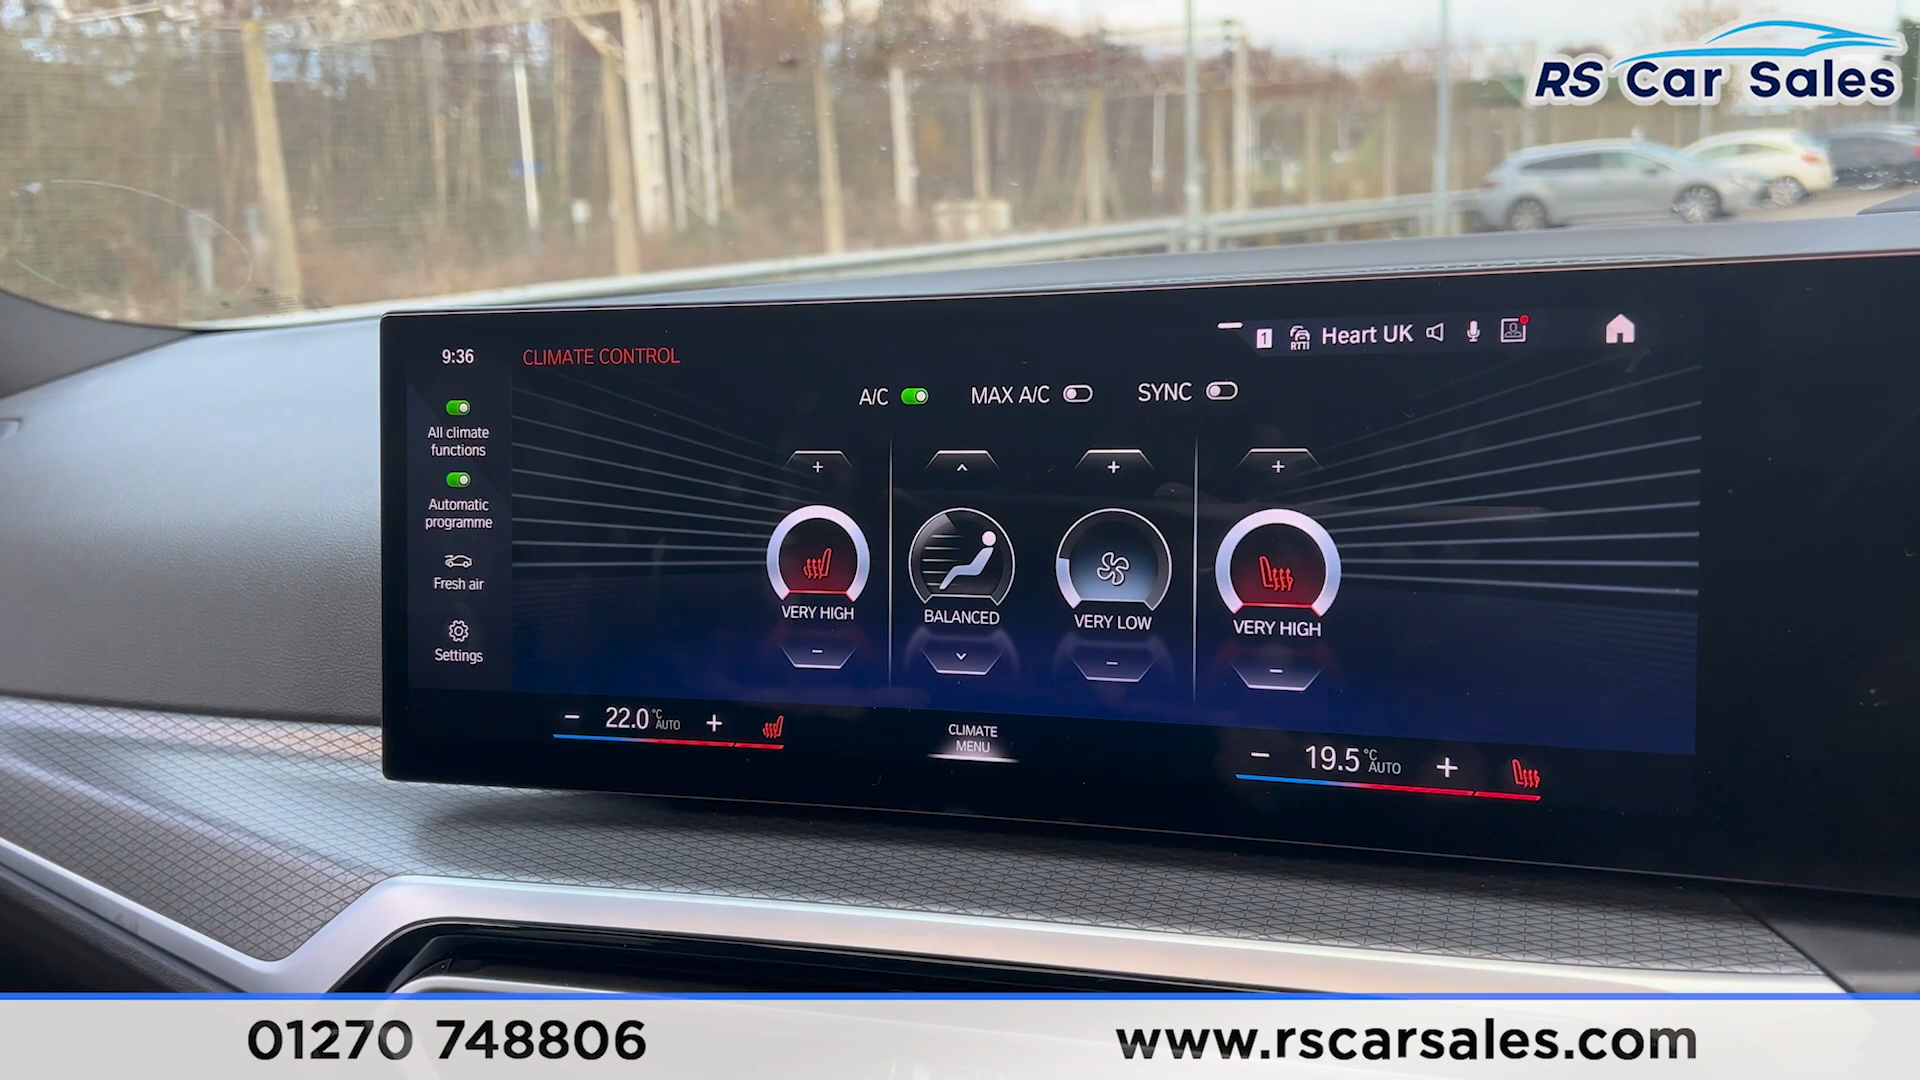 RS Car Sales
9:36
CLIMATE CONTROL
1 RTTI Heart UK
A/C
MAX A/C
SYNC
All climate
functions
Automatic
programme
Fresh air
Settings
VERY HIGH
BALANCED
VERY LOW
VERY HIGH
22.0 °C AUTO
CLIMATE
MENU
19.5 °C AUTO
01270 748806
www.rscarsales.com